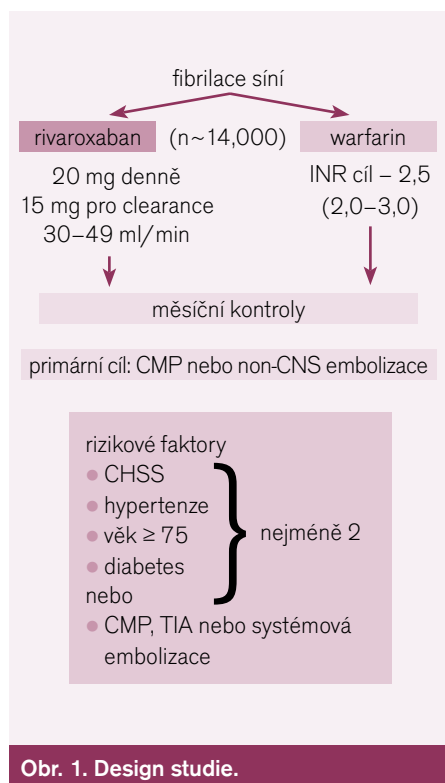 fibrilace síní
rivaroxaban (n~14,000) warfarin
20 mg denně
15 mg pro clearance
30–49 ml/min
INR cíl – 2,5
(2,0–3,0)
měsíční kontroly
primární cíl: CMP nebo non-CNS embolizace
rizikové faktory
● CHSS
● hypertenze
● věk ≥ 75
● diabetes
} nejméně 2
nebo
● CMP, TIA nebo systémová
embolizace
Obr. 1. Design studie.